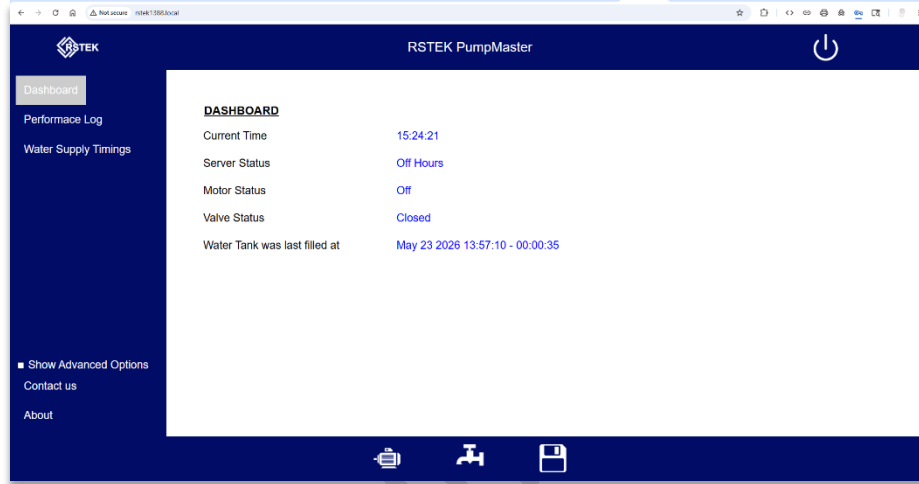 Not secure rstek1386.local
RSTEK
RSTEK PumpMaster
Dashboard
Performace Log
Water Supply Timings
Show Advanced Options
Contact us
About
DASHBOARD
Current Time 15:24:21
Server Status Off Hours
Motor Status Off
Valve Status Closed
Water Tank was last filled at May 23 2026 13:57:10 - 00:00:35